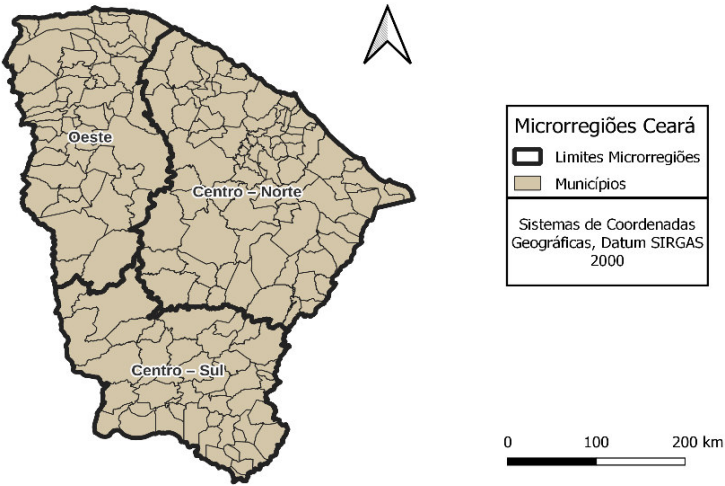 Oeste
Centro – Norte
Centro – Sul
Microrregiões Ceará
Limites Microrregiões
Municípios
Sistemas de Coordenadas
Geográficas, Datum SIRGAS
2000
0 100 200 km